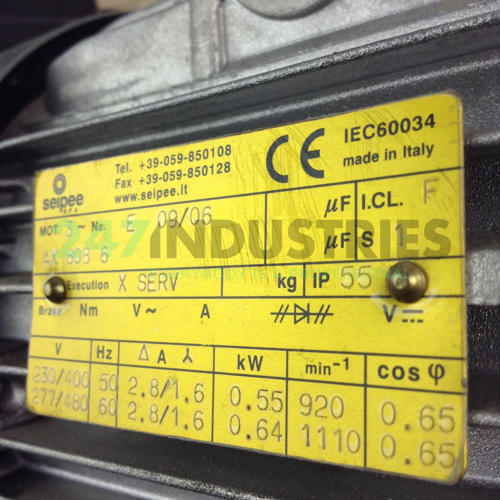 seipee
S.P.A.
Tel. +39-059-850108
Fax +39-059-850128
www.seipee.it
CE
IEC60034
made in Italy
MOT. 3 ~ No. E 09/06
µF I.CL. F
80B 6
µF S 1
247INDUSTRIES
Execution X SERV kg IP 55
Brake Nm V~ A V
V Hz Δ A kW min-1 cos φ
230/400 50 2.8/1.6 0.55 920 0.65
277/480 60 2.8/1.6 0.64 1110 0.65